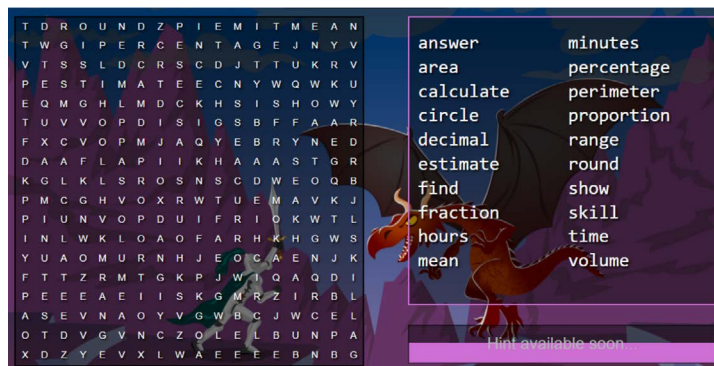 T D R O U N D Z P I E M I T M E A N
T W G I P E R C E N T A G E J N Y V
V T S S L D C R S C D J T T U K R V
P E S T I M A T E E C N Y W Q W K U
E Q M G H L M D C K H S I S H O W Y
T U V V O P D I S I G S B F F A A R
F X C V O P M J A Q Y E B R Y N E D
D A A F L A P I I K H A A A S T G R
K G L K L S R O S N S E D W E O Q B
P M C G H V O X R W T U E M A V K J
P I U N V O P D U I F R I O K W T L
I N L W K L O A O F A R H K H G W S
Y U A O M U R N H J E O C A E N J K
F T T Z R M T G K P J W I Q A Q D I
P E E E A E I I S K G M R Z I R B L
A S E V N A O Y V G W B C J W C E L
O T D V G V N C Z O L E L B U N P A
X D Z Y E V X L W A E E E E B N B G
answer minutes
area percentage
calculate perimeter
circle proportion
decimal range
estimate round
find show
fraction skill
hours time
mean volume
Hint available soon...